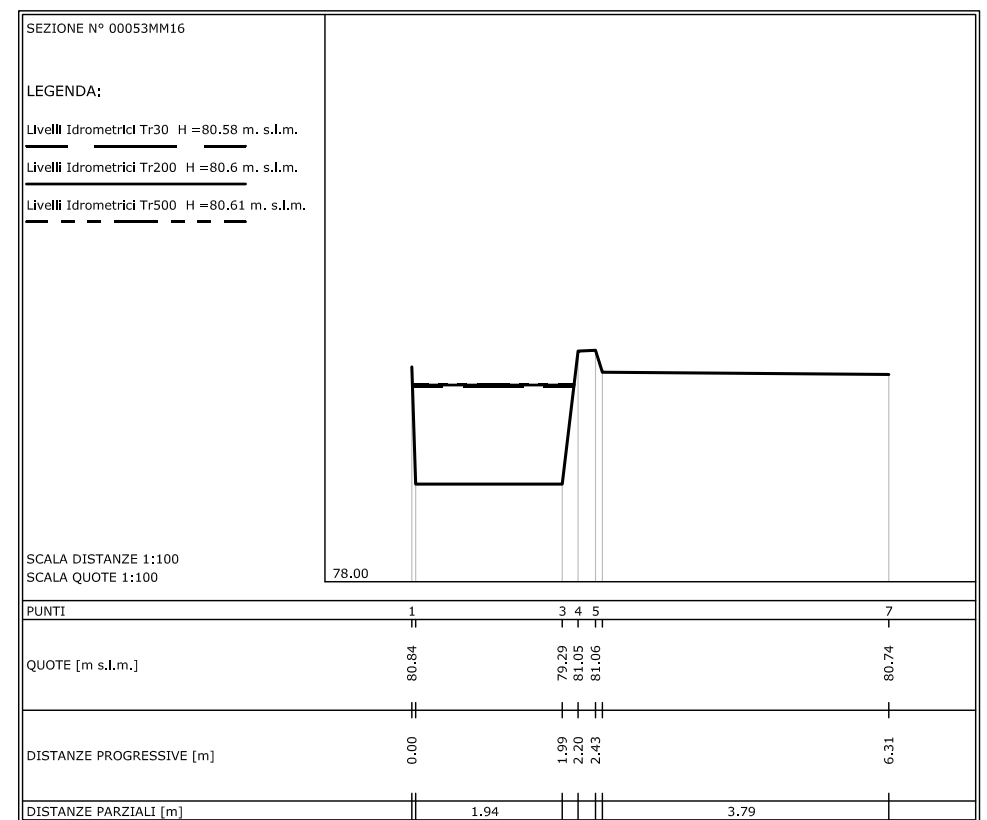 SEZIONE N° 00053MM16
LEGENDA:
Livelli Idrometrici Tr30 H =80.58 m. s.l.m.
Livelli Idrometrici Tr200 H =80.6 m. s.l.m.
Livelli Idrometrici Tr500 H =80.61 m. s.l.m.
SCALA DISTANZE 1:100
SCALA QUOTE 1:100
78.00
PUNTI 1 3 4 5 7
QUOTE [m s.l.m.] 80.84 79.29 81.05 81.06 80.74
DISTANZE PROGRESSIVE [m] 0.00 1.99 2.20 2.43 6.31
DISTANZE PARZIALI [m] 1.94 3.79